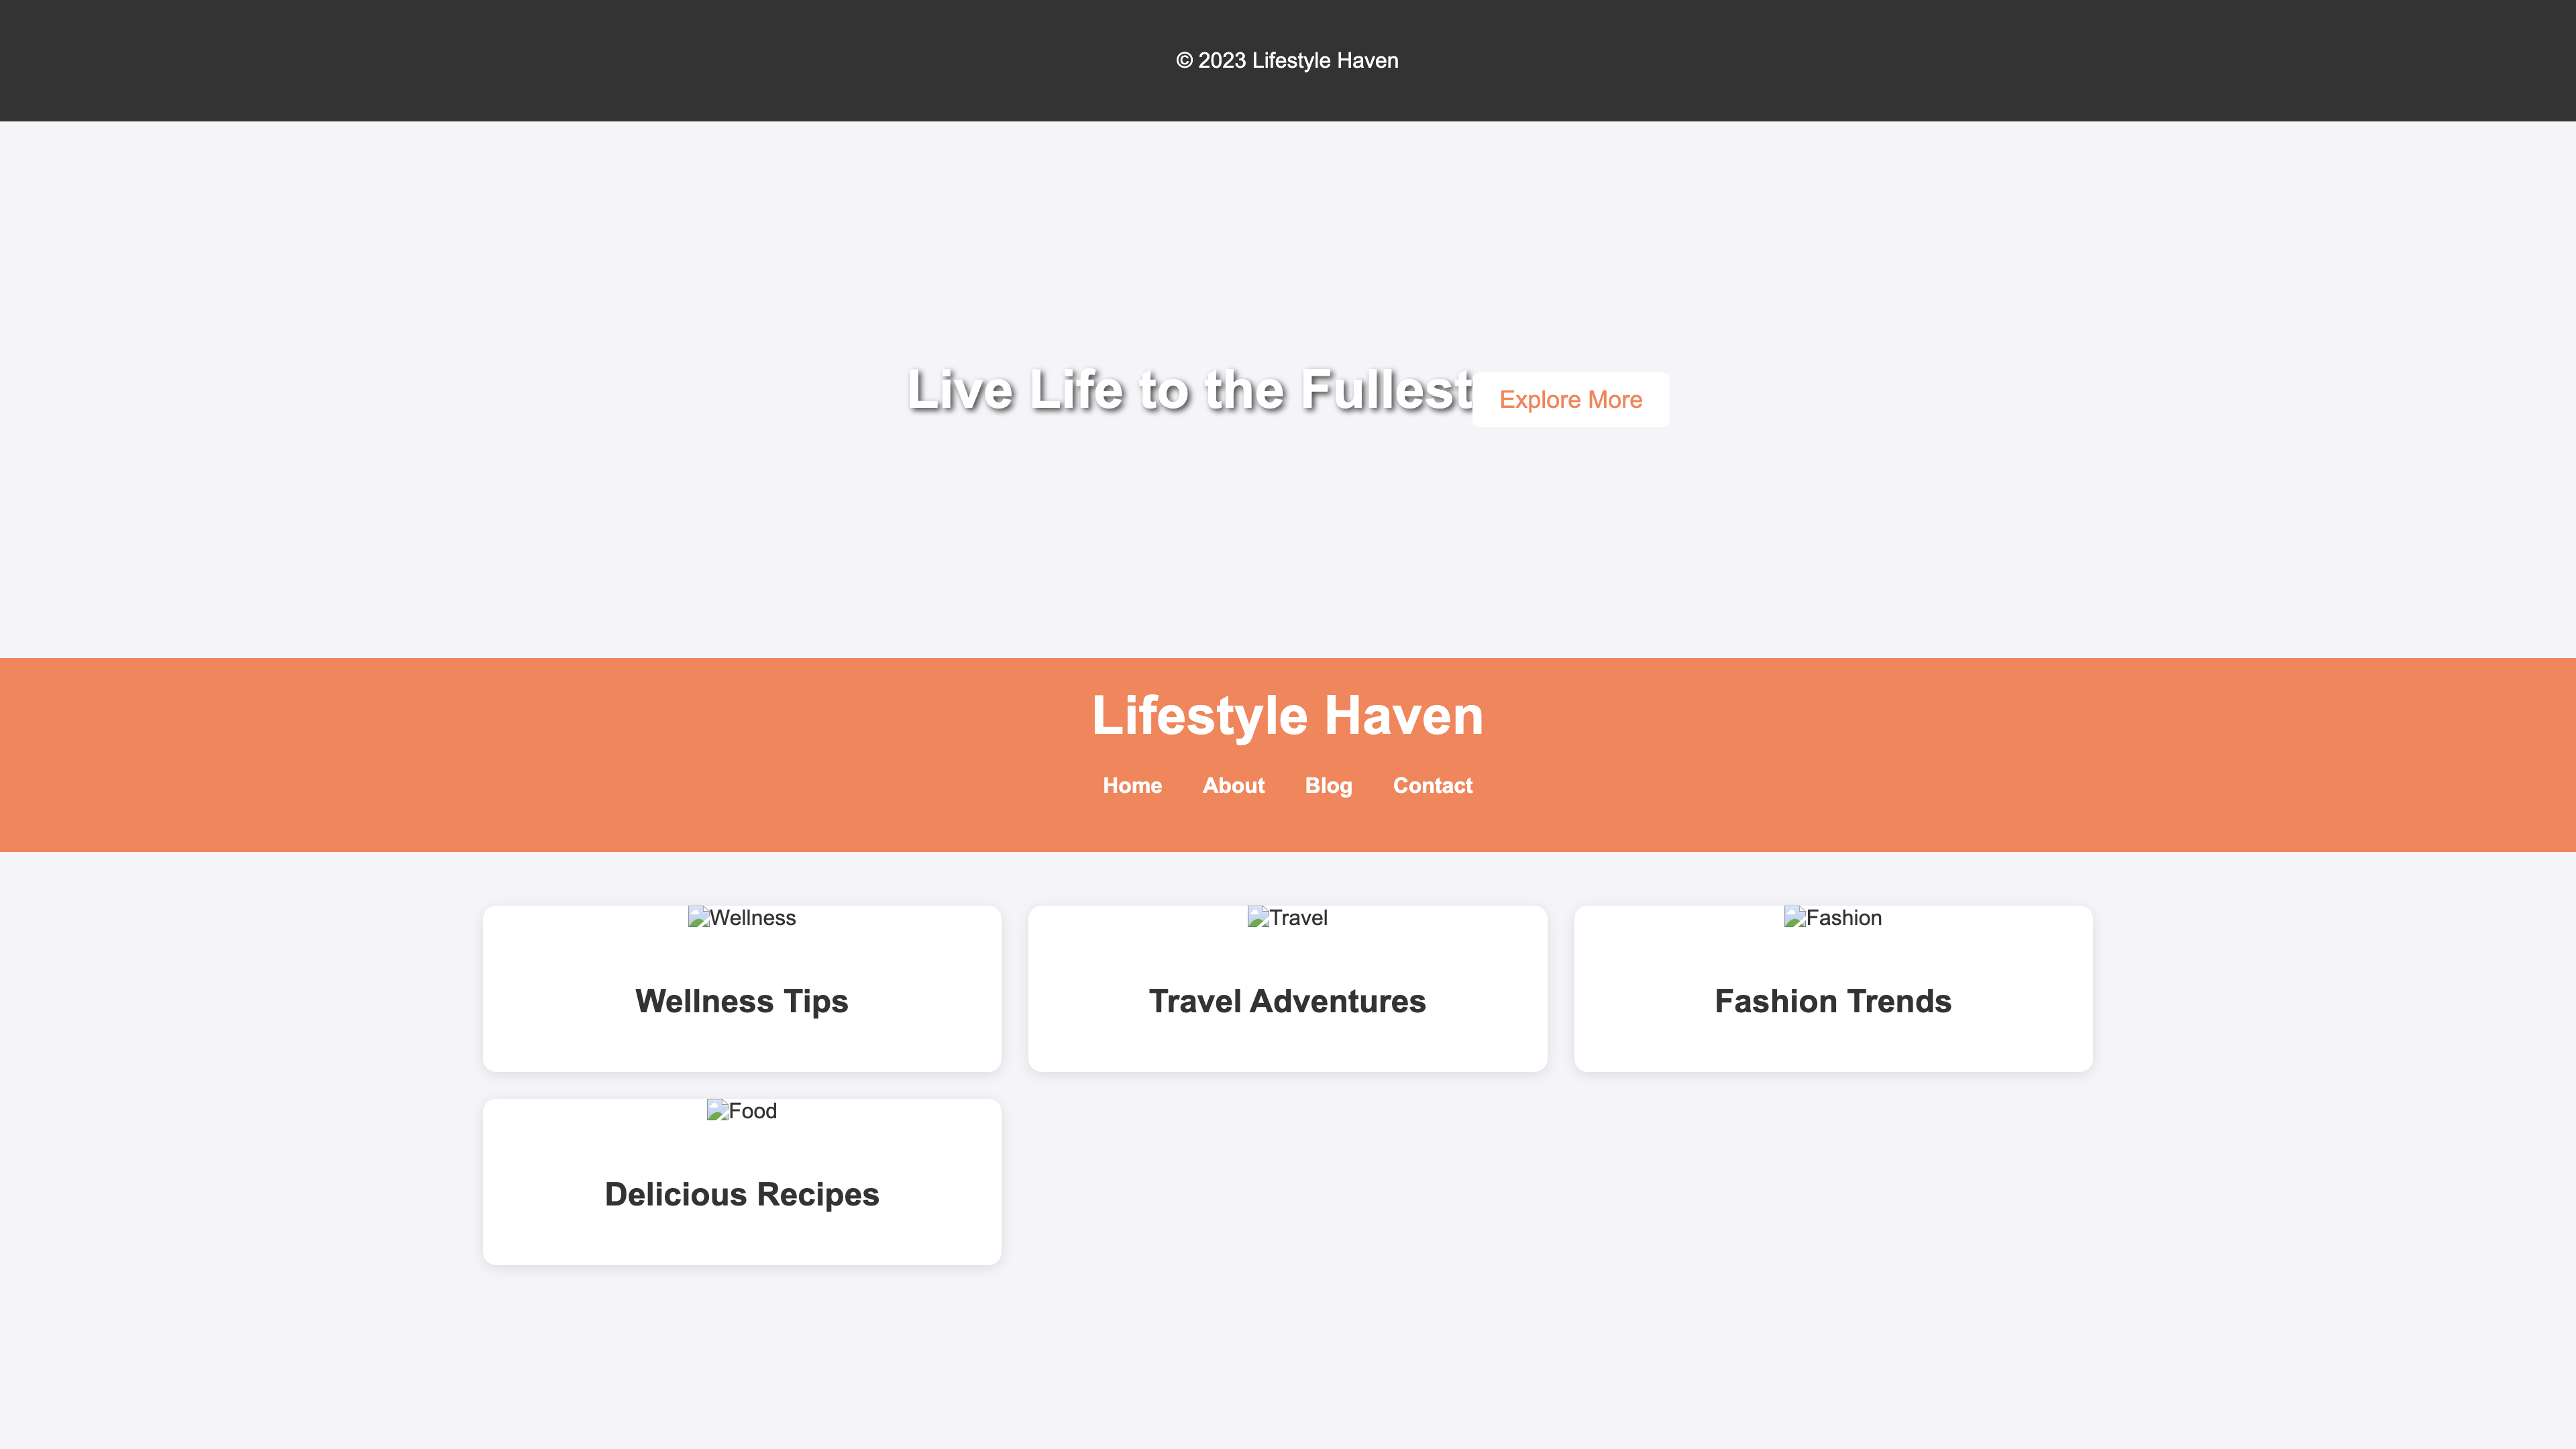 © 2023 Lifestyle Haven
Live Life to the Fullest Explore More
Lifestyle Haven
Home About Blog Contact
Wellness Travel Fashion
Wellness Tips Travel Adventures Fashion Trends
Food
Delicious Recipes